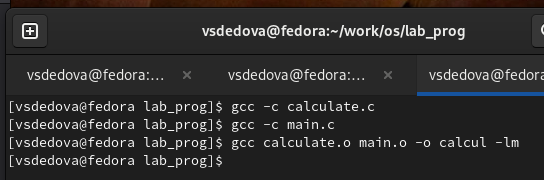 vsdedova@fedora:~/work/os/lab_prog
vsdedova@fedora:... × vsdedova@fedora:... × vsdedova@fedora
[vsdedova@fedora lab_prog]$ gcc -c calculate.c
[vsdedova@fedora lab_prog]$ gcc -c main.c
[vsdedova@fedora lab_prog]$ gcc calculate.o main.o -o calcul -lm
[vsdedova@fedora lab_prog]$